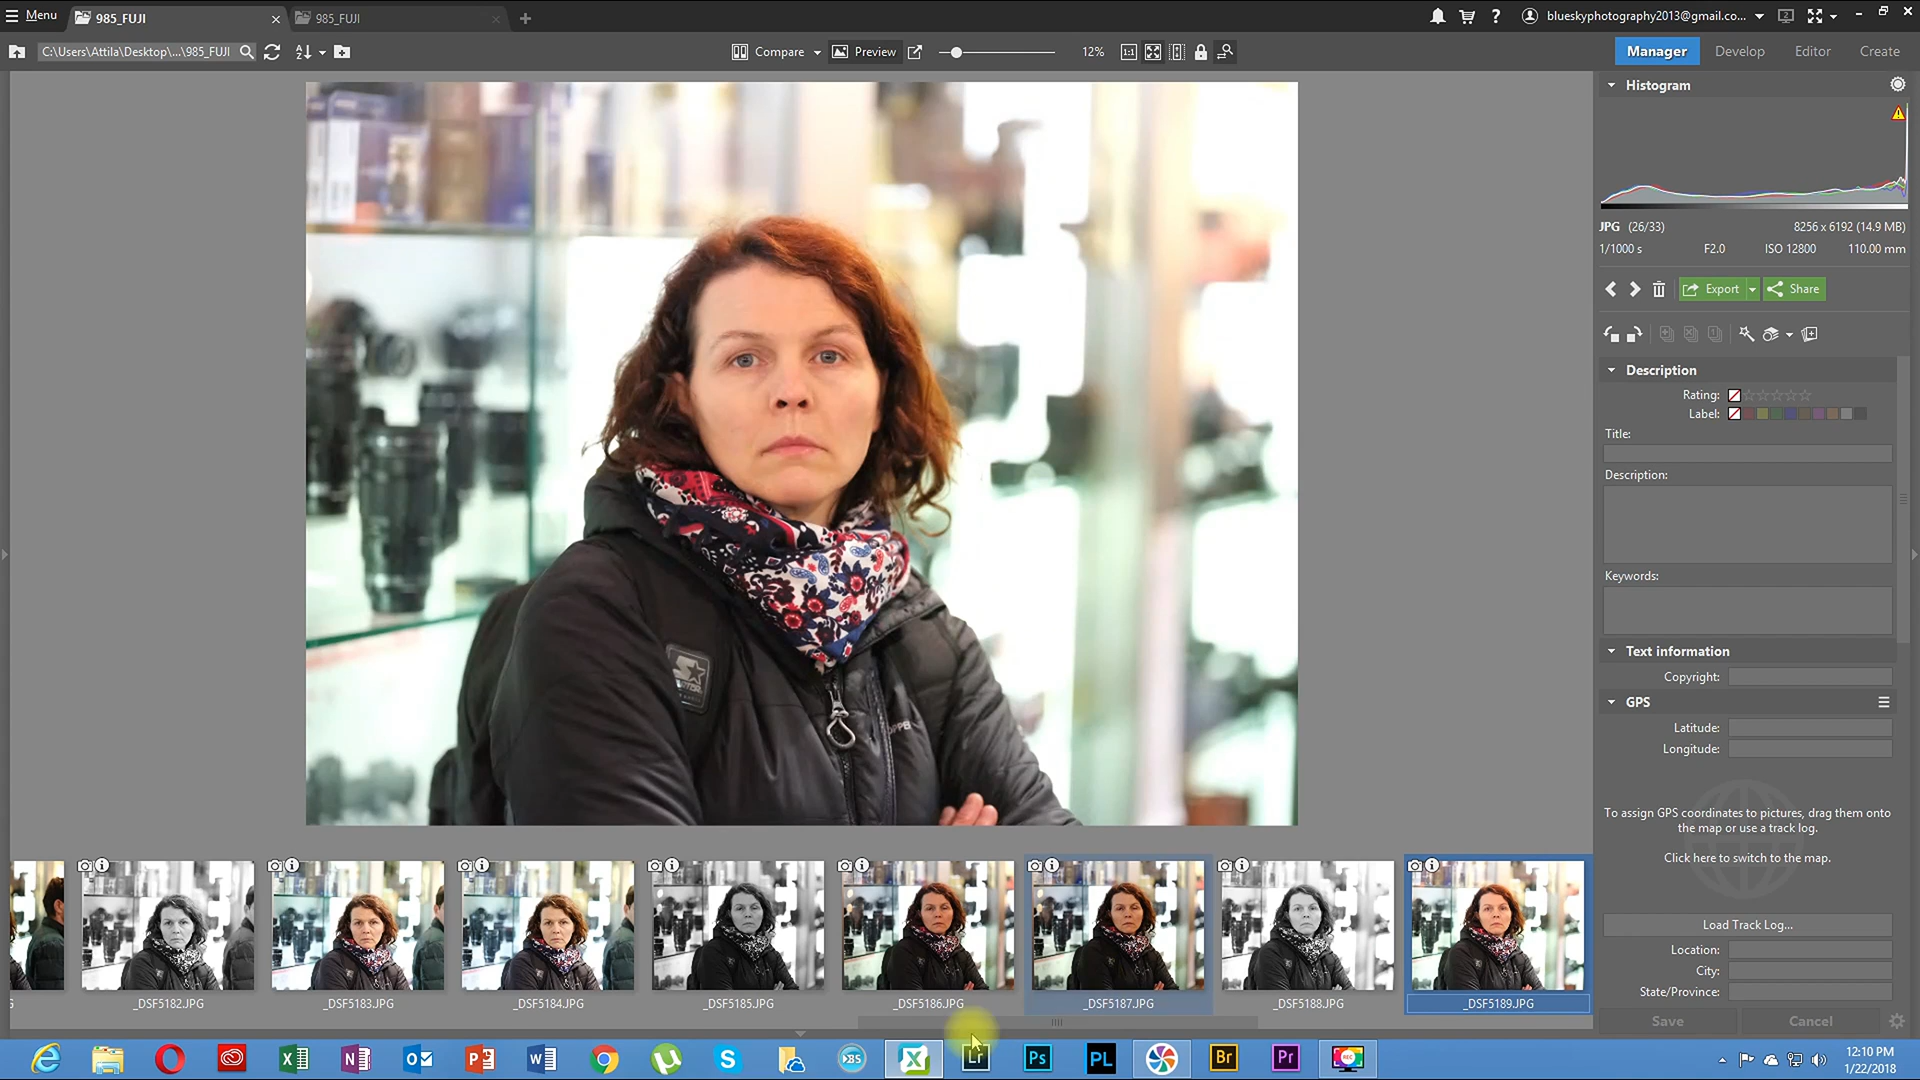 Menu
985_FUJI
985_FUJI
blueskyphotography2013@gmail.co...
C:\Users\Attila\Desktop\...\985_FUJI
Compare
Preview
12%
1:1
Manager
Develop
Editor
Create
Histogram
JPG (26/33)
8256 x 6192 (14.9 MB)
1/1000 s
F2.0
ISO 12800
110.00 mm
Export
Share
Description
Rating:
Label:
Title:
Description:
Keywords:
Text information
Copyright:
GPS
Latitude:
Longitude:
To assign GPS coordinates to pictures, drag them onto
the map or use a track log.
Click here to switch to the map.
Load Track Log...
Location:
City:
State/Province:
Save
Cancel
_DSF5182.JPG
_DSF5183.JPG
_DSF5184.JPG
_DSF5185.JPG
_DSF5186.JPG
_DSF5187.JPG
_DSF5188.JPG
_DSF5189.JPG
Lr
Ps
PL
Br
Pr
REC
12:10 PM
1/22/2018